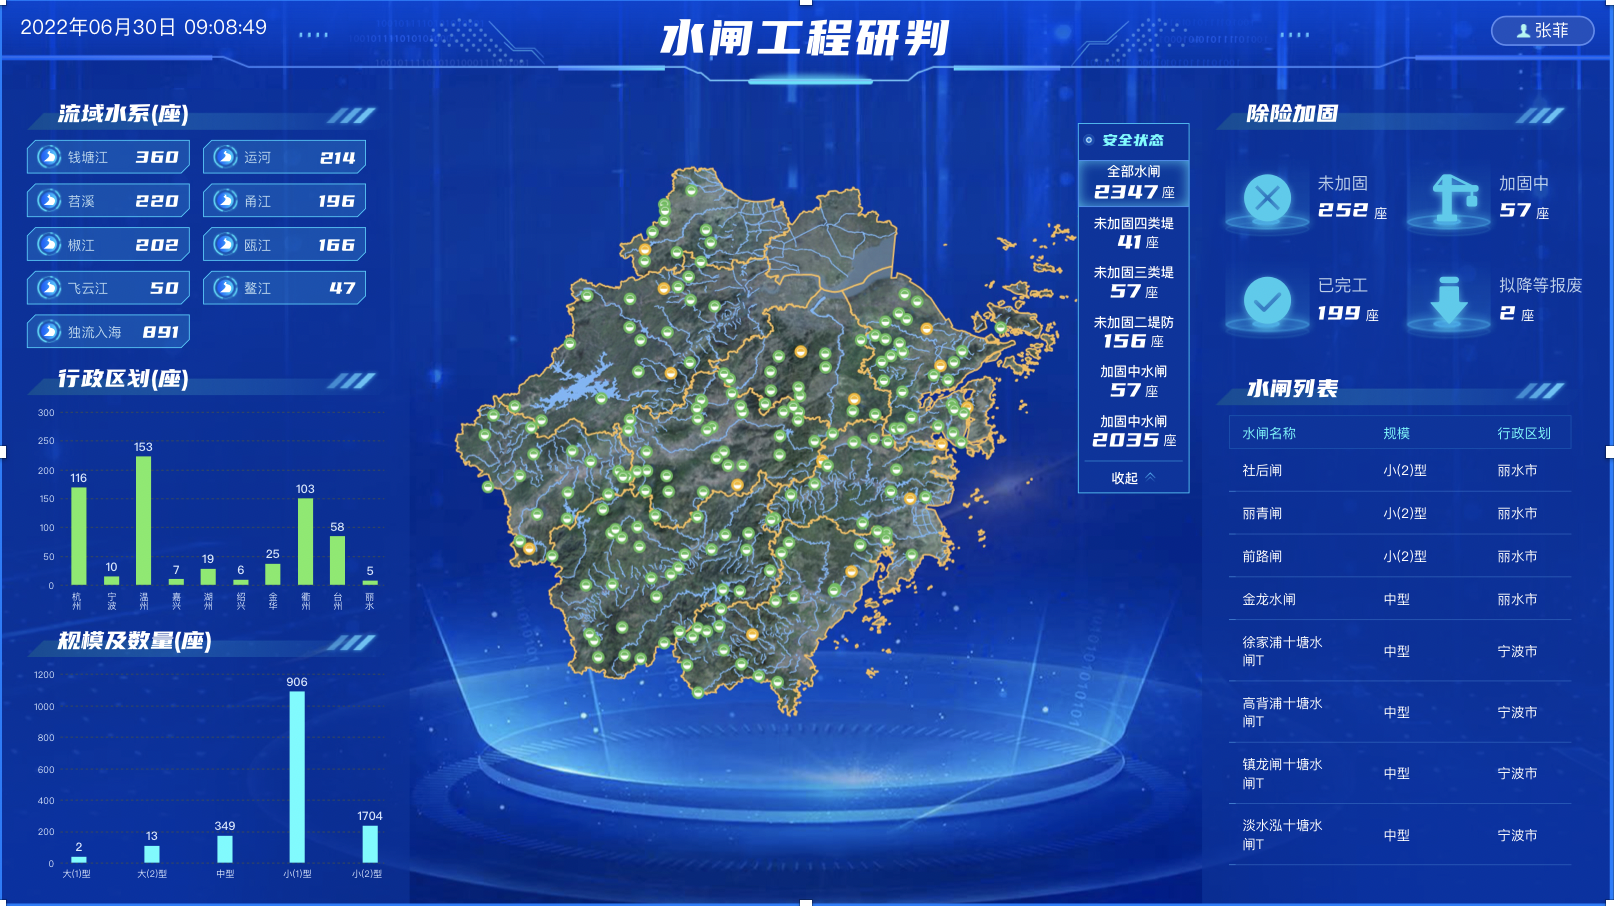 2022年06月30日 09:08:49
水闸工程研判
张菲
流域水系(座)
钱塘江 360
运河 214
苕溪 220
甬江 196
椒江 202
瓯江 166
飞云江 50
鳌江 47
独流入海 891
行政区划(座)
300
250
200
150
100
50
0
116
10
153
7
19
6
25
103
58
5
杭州
宁波
温州
嘉兴
湖州
绍兴
金华
衢州
台州
丽水
规模及数量(座)
1200
1000
800
600
400
200
0
2
13
349
906
1704
大(1)型
大(2)型
中型
小(1)型
小(2)型
安全状态
全部水闸
2347 座
未加固四类堤
41 座
未加固三类堤
57 座
未加固二堤防
156 座
加固中水闸
57 座
加固中水闸
2035 座
收起
除险加固
未加固
252 座
加固中
57 座
已完工
199 座
拟降等报废
2 座
水闸列表
水闸名称 规模 行政区划
社后闸 小(2)型 丽水市
丽青闸 小(2)型 丽水市
前路闸 小(2)型 丽水市
金龙水闸 中型 丽水市
徐家浦十塘水
闸T 中型 宁波市
高背浦十塘水
闸T 中型 宁波市
镇龙闸十塘水
闸T 中型 宁波市
淡水泓十塘水
闸T 中型 宁波市